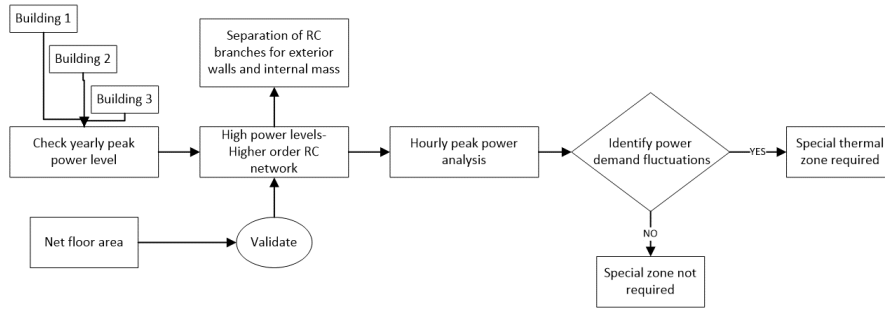 Building 1
Building 2
Building 3
Check yearly peak
power level
Separation of RC
branches for exterior
walls and internal mass
High power levels-
Higher order RC
network
Hourly peak power
analysis
Identify power
demand fluctuations
YES
Special thermal
zone required
Net floor area
Validate
NO
Special zone not
required